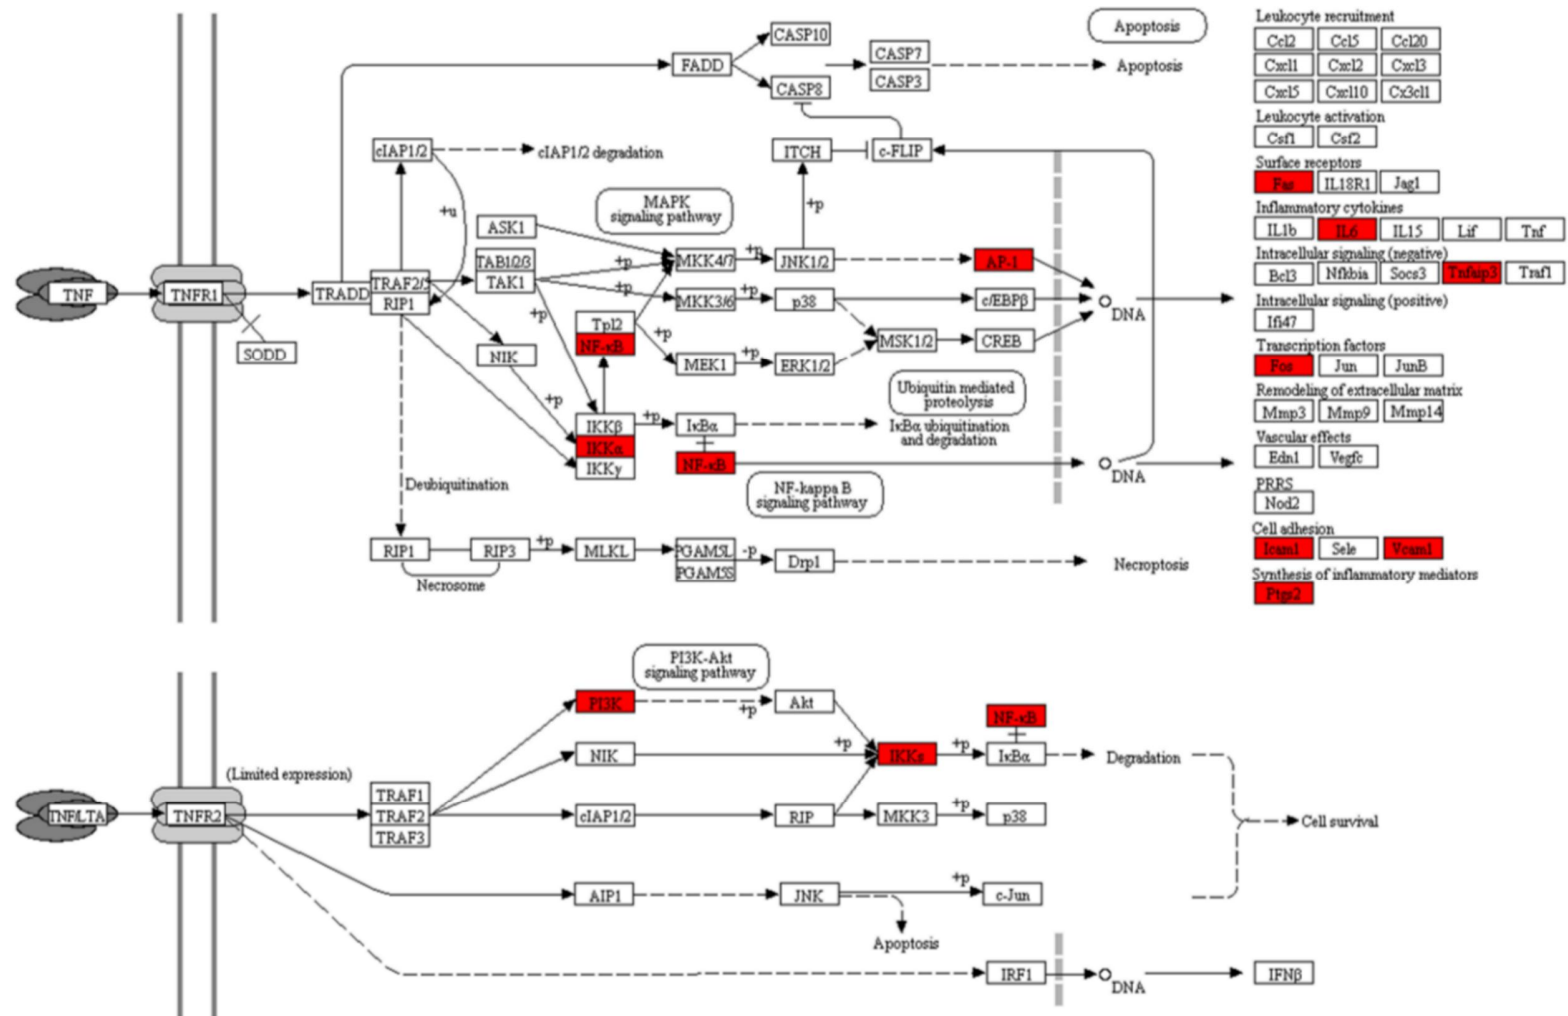 CASP10
FADD
CASP8
CASP7
CASP3
Apoptosis
Apoptosis
cIAP1/2
cIAP1/2 degradation
ITCH
c-FLIP
+u
+p
MAPK
signaling pathway
ASK1
TAB1/2/3
TAK1
+p
+p
+p
MKK4/7
+p
JNK1/2
AP-1
TNF
TNFR1
SODD
TRADD
TRAF2/5
RIP1
MKK3/6
+p
p38
c/EBPβ
DNA
Tpl2
NF-κB
+p
NIK
MEK1
+p
ERK1/2
MSK1/2
CREB
+p
IKKβ
IKKα
IKKγ
+p
IκBα
Ubiquitin mediated
proteolysis
IκBα ubiquitination
and degradation
NF-κB
DNA
NF-kappa B
signaling pathway
Deubiquitination
RIP1
RIP3
Necrosome
+p
MLKL
PGAM5L
PGAM5S
-p
Drp1
Necroptosis
Leukocyte recruitment
Ccl2 Ccl5 Ccl20
Cxcl1 Cxcl2 Cxcl3
Cxcl5 Cxcl10 Cx3cl1
Leukocyte activation
Csf1 Csf2
Surface receptors
Fas IL18R1 Jag1
Inflammatory cytokines
IL1b IL6 IL15 Lif Tnf
Intracellular signaling (negative)
Bcl3 Nfkbia Socs3 Tnfaip3 Traf1
Intracellular signaling (positive)
Ifi47
Transcription factors
Fos Jun JunB
Remodeling of extracellular matrix
Mmp3 Mmp9 Mmp14
Vascular effects
Edn1 Vegfc
PRRS
Nod2
Cell adhesion
Icam1 Sele Vcam1
Synthesis of inflammatory mediators
Ptgs2
PI3K-Akt
signaling pathway
PI3K
+p
Akt
NF-κB
NIK
+p
IKKs
+p
IκBα
Degradation
(Limited expression)
TNF/LTA
TNFR2
TRAF1
TRAF2
TRAF3
cIAP1/2
RIP
MKK3
+p
p38
Cell survival
AIP1
JNK
+p
c-Jun
Apoptosis
IRF1
DNA
IFNβ